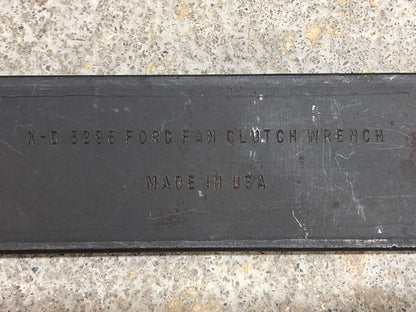 X-D 3296 FORD FAN CLUTCH WRENCH
MADE IN USA